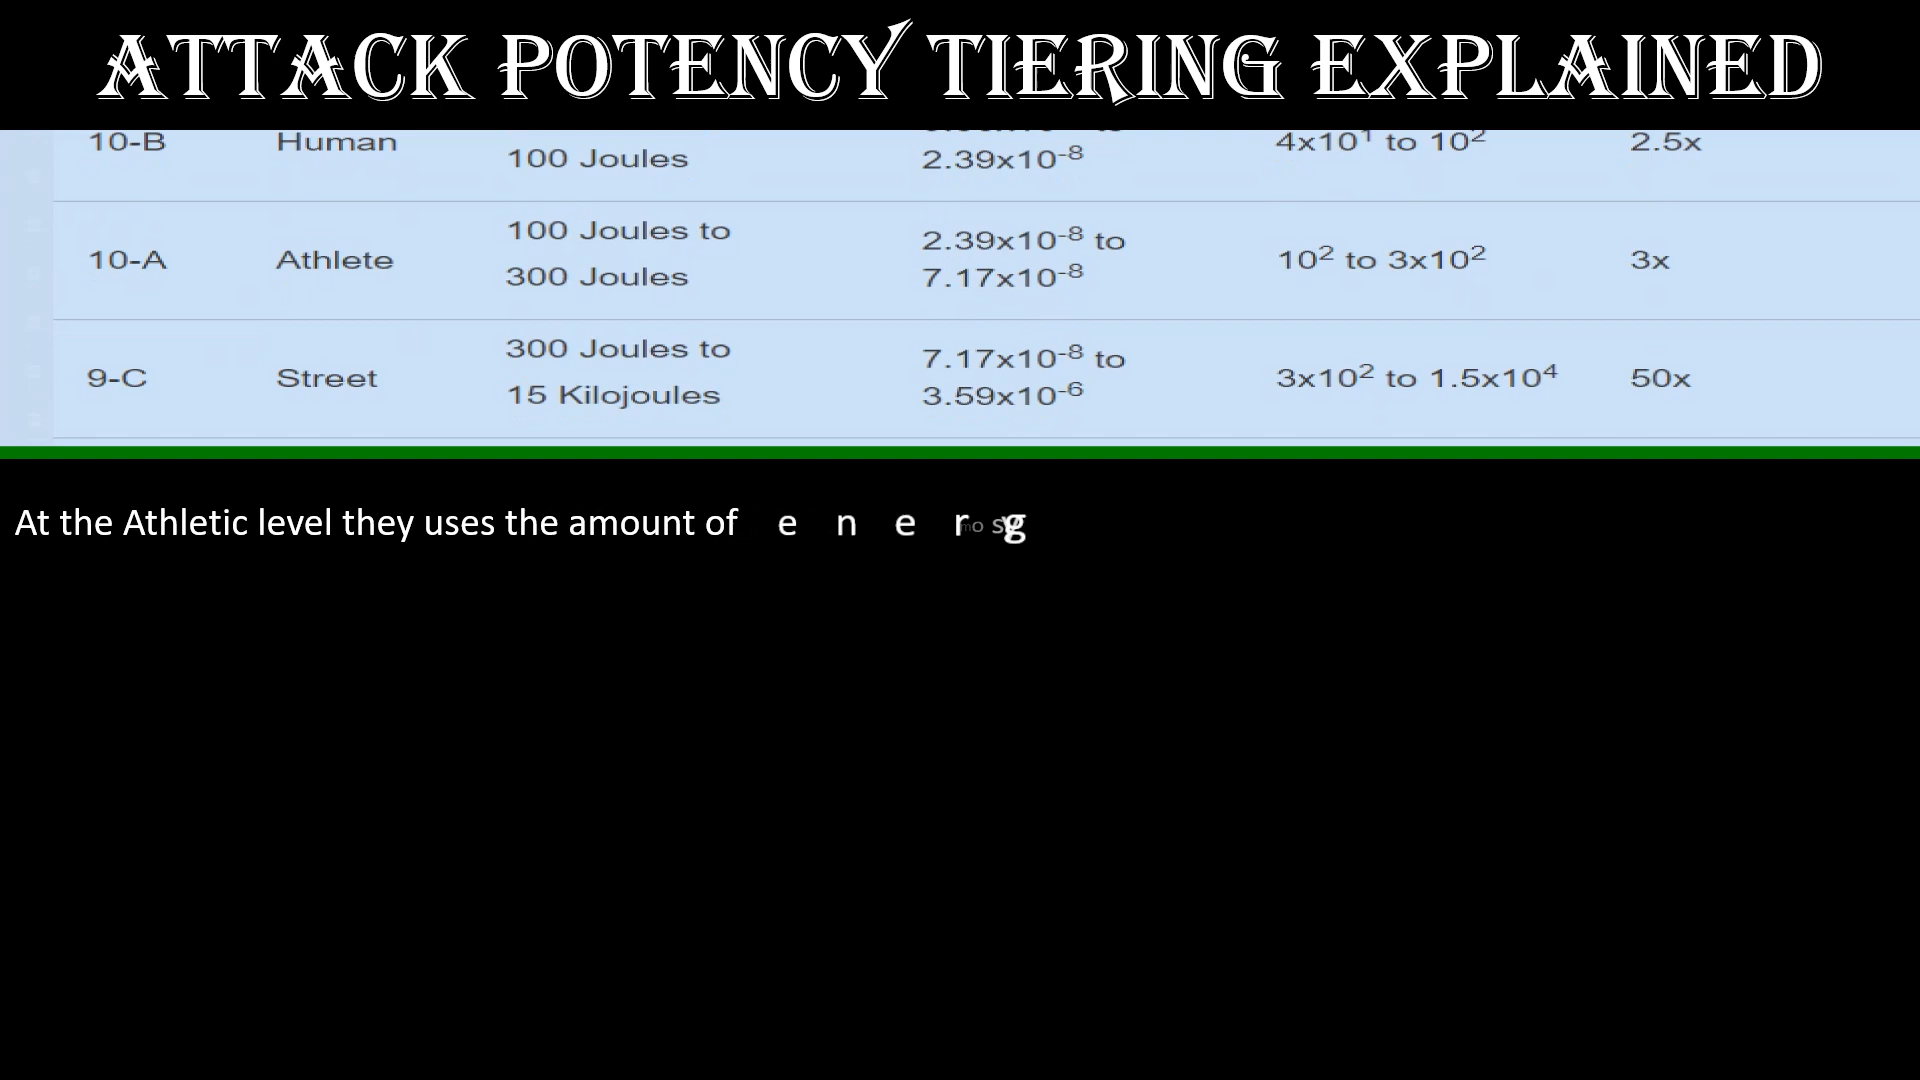 ATTACK POTENCY TIERING EXPLAINED
10-B Human 100 Joules 2.39x10⁻⁸ 4x10¹ to 10² 2.5x
100 Joules to 2.39x10⁻⁸ to
10-A Athlete 10² to 3x10² 3x
300 Joules 7.17x10⁻⁸
300 Joules to 7.17x10⁻⁸ to
9-C Street 3x10² to 1.5x10⁴ 50x
15 Kilojoules 3.59x10⁻⁶
At the Athletic level they uses the amount of e n e r g